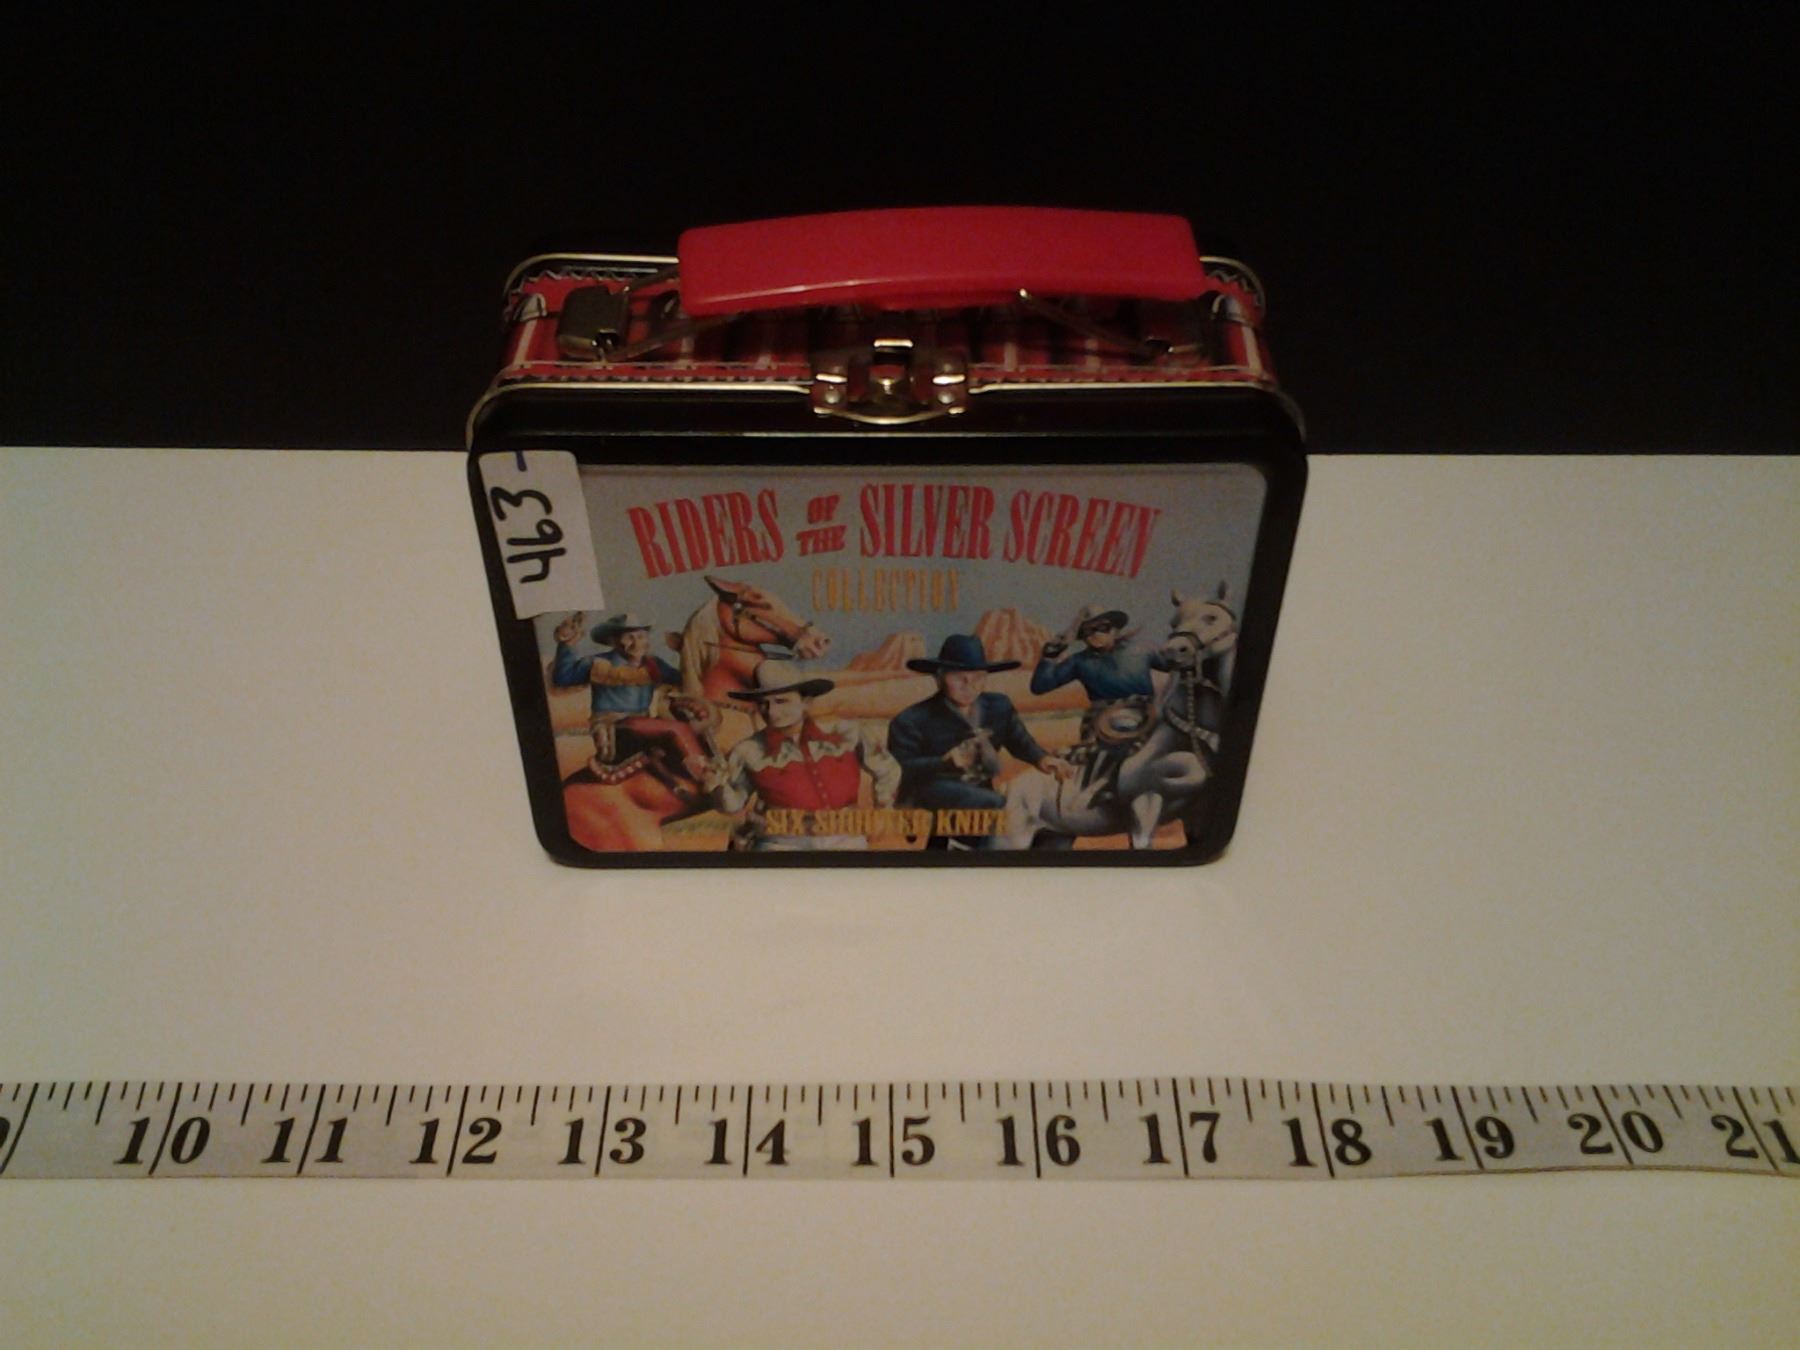 463-
RIDERS OF THE SILVER SCREEN
COLLECTION
SIX SHOOTER KNIFE
9 10 11 12 13 14 15 16 17 18 19 20 21